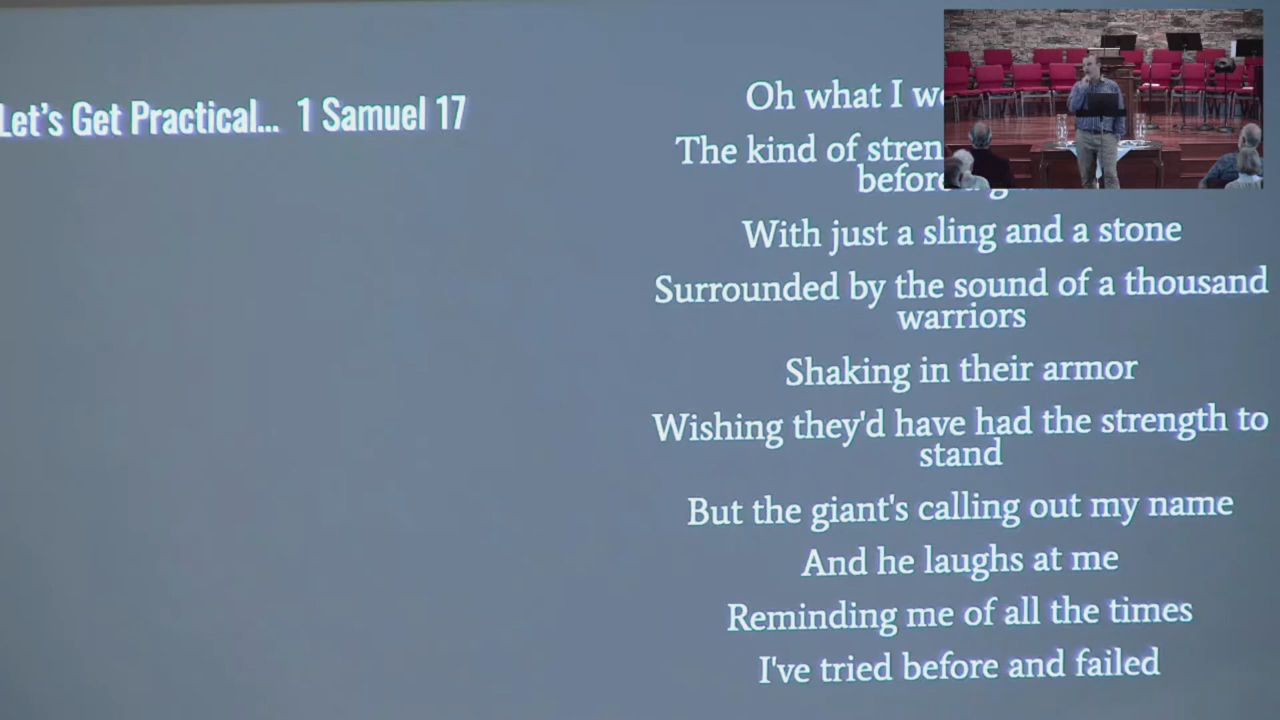 Let's Get Practical... 1 Samuel 17
Oh what I
The kind of
before
With just a sling and a stone
Surrounded by the sound of a thousand
warriors
Shaking in their armor
Wishing they'd have had the strength to
stand
But the giant's calling out my name
And he laughs at me
Reminding me of all the times
I've tried before and failed